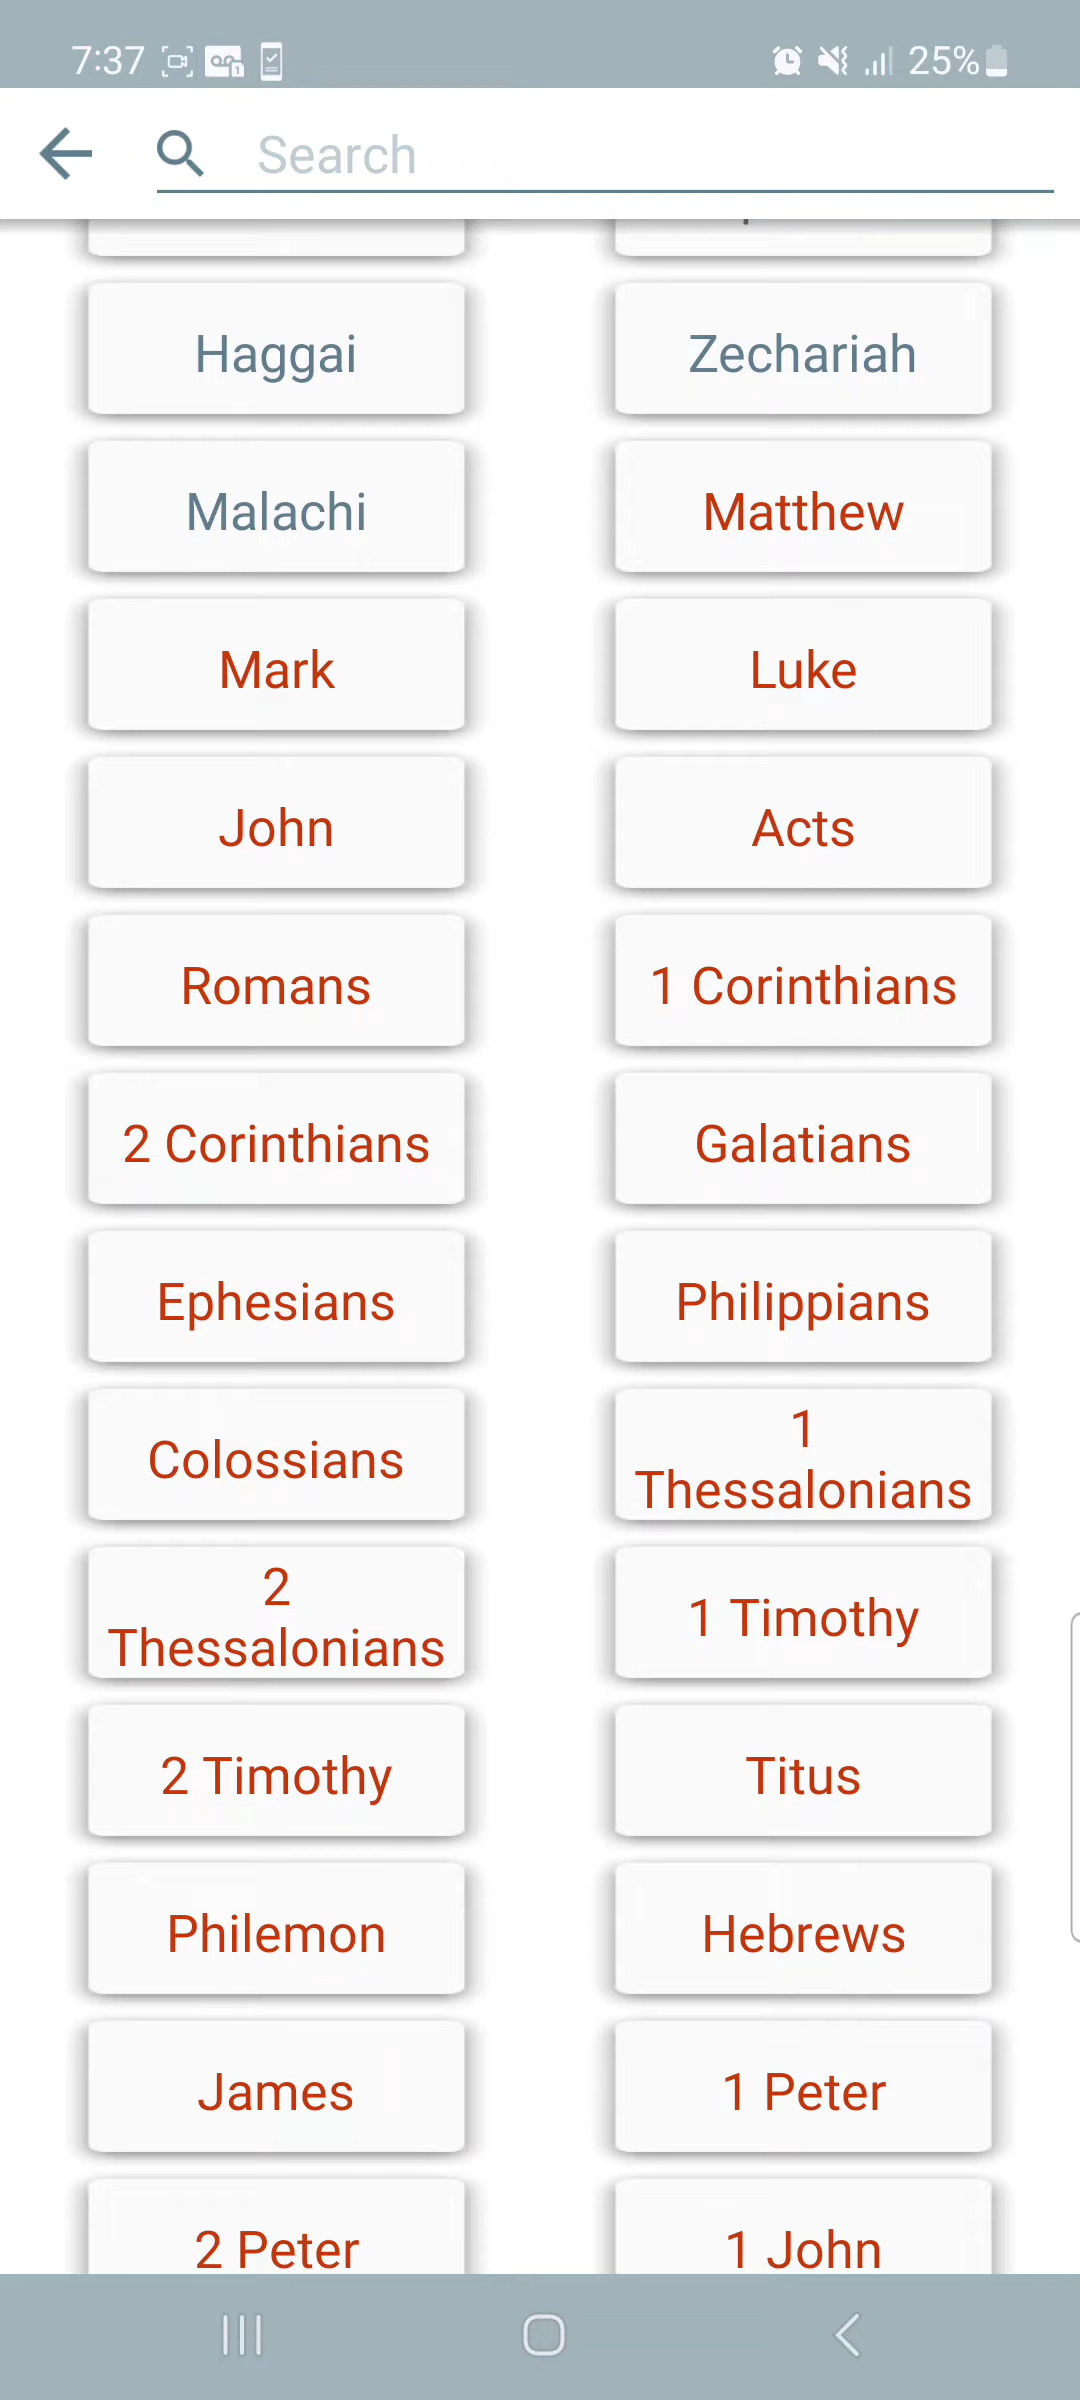 7:37
25%
Search
Haggai
Zechariah
Malachi
Matthew
Mark
Luke
John
Acts
Romans
1 Corinthians
2 Corinthians
Galatians
Ephesians
Philippians
Colossians
1
Thessalonians
2
Thessalonians
1 Timothy
2 Timothy
Titus
Philemon
Hebrews
James
1 Peter
2 Peter
1 John